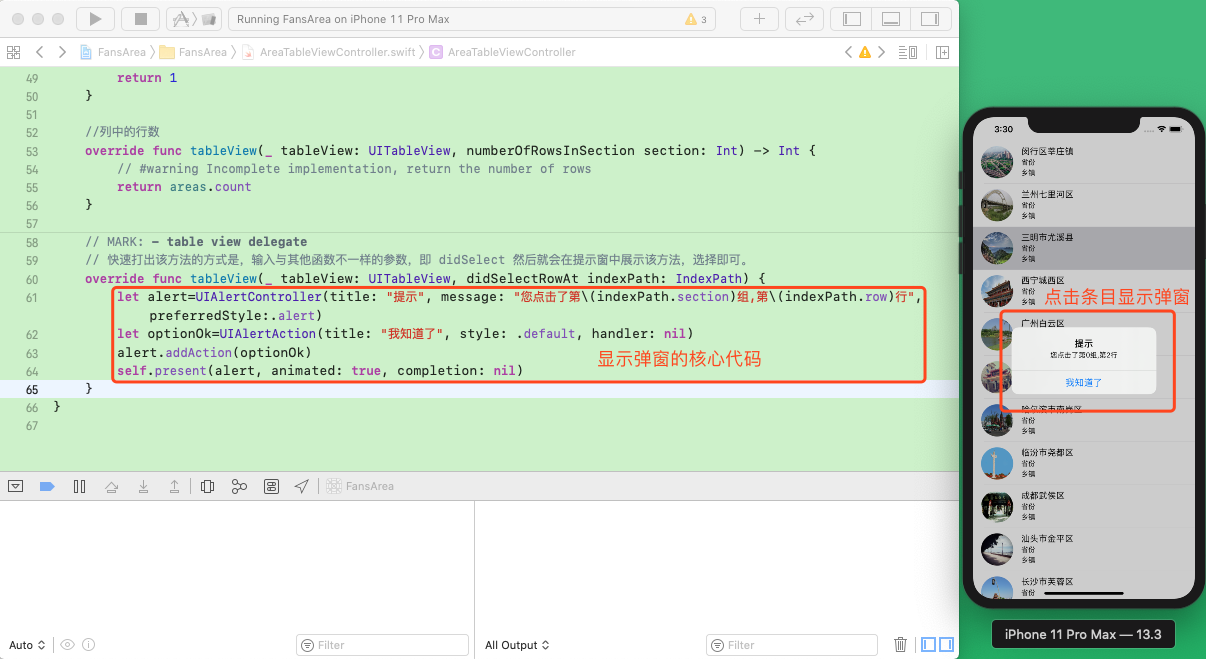 Running FansArea on iPhone 11 Pro Max
3
FansArea
FansArea
AreaTableViewController.swift
C
AreaTableViewController
49 return 1
50 }
51
52 //列中的行数
53 override func tableView(_ tableView: UITableView, numberOfRowsInSection section: Int) -> Int {
54 // #warning Incomplete implementation, return the number of rows
55 return areas.count
56 }
57
58 // MARK: - table view delegate
59 // 快速打出该方法的方式是，输入与其他函数不一样的参数，即 didSelect 然后就会在提示窗中展示该方法，选择即可。
60 override func tableView(_ tableView: UITableView, didSelectRowAt indexPath: IndexPath) {
61 let alert=UIAlertController(title: "提示", message: "您点击了第\(indexPath.section)组,第\(indexPath.row)行",
preferredStyle:.alert)
62 let optionOk=UIAlertAction(title: "我知道了", style: .default, handler: nil)
63 alert.addAction(optionOk)
64 self.present(alert, animated: true, completion: nil)
65 }
66 }
67
显示弹窗的核心代码
FansArea
Auto
Filter
All Output
Filter
3:30
闵行区莘庄镇
省份
乡镇
兰州七里河区
省份
乡镇
三明市尤溪县
省份
乡镇
西宁城西区
省份
乡镇
点击条目显示弹窗
广州白云区
提示
您点击了第0组,第2行
我知道了
哈尔滨市南岗区
省份
乡镇
临汾市尧都区
省份
乡镇
成都武侯区
省份
乡镇
汕头市金平区
省份
乡镇
长沙市芙蓉区
省份
iPhone 11 Pro Max — 13.3